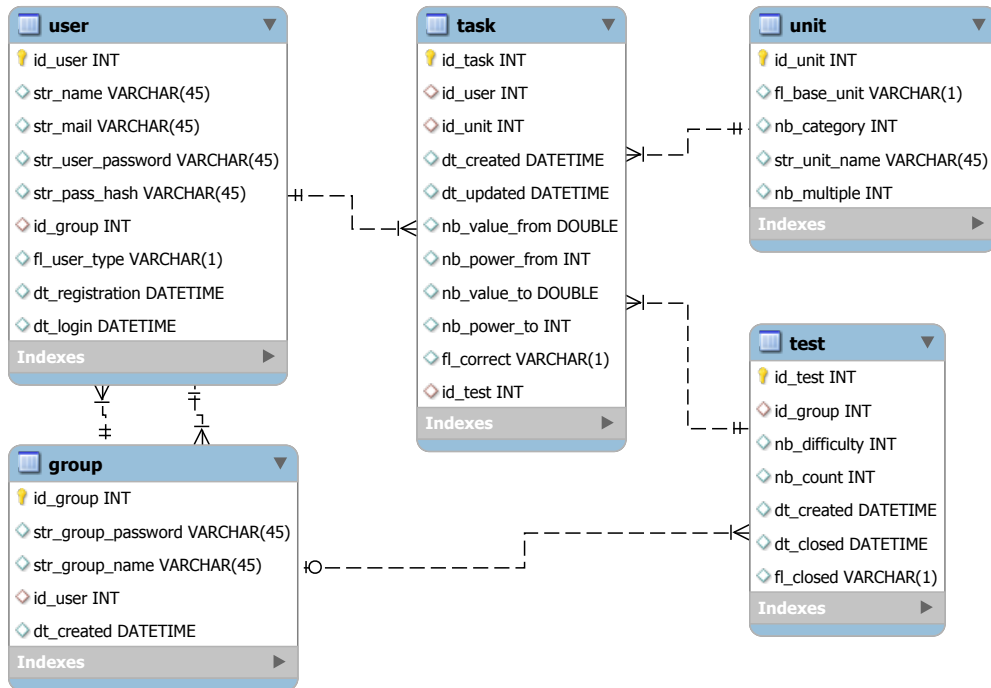 user
id_user INT
str_name VARCHAR(45)
str_mail VARCHAR(45)
str_user_password VARCHAR(45)
str_pass_hash VARCHAR(45)
id_group INT
fl_user_type VARCHAR(1)
dt_registration DATETIME
dt_login DATETIME
Indexes
task
id_task INT
id_user INT
id_unit INT
dt_created DATETIME
dt_updated DATETIME
nb_value_from DOUBLE
nb_power_from INT
nb_value_to DOUBLE
nb_power_to INT
fl_correct VARCHAR(1)
id_test INT
Indexes
unit
id_unit INT
fl_base_unit VARCHAR(1)
nb_category INT
str_unit_name VARCHAR(45)
nb_multiple INT
Indexes
group
id_group INT
str_group_password VARCHAR(45)
str_group_name VARCHAR(45)
id_user INT
dt_created DATETIME
Indexes
test
id_test INT
id_group INT
nb_difficulty INT
nb_count INT
dt_created DATETIME
dt_closed DATETIME
fl_closed VARCHAR(1)
Indexes